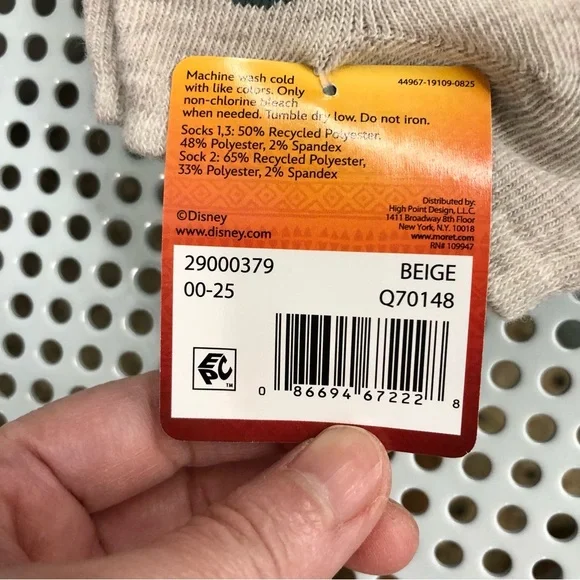 Machine wash cold
with like colors. Only
non-chlorine bleach
when needed. Tumble dry low. Do not iron.
44967-19109-0825
Socks 1,3: 50% Recycled Polyester,
48% Polyester, 2% Spandex
Sock 2: 65% Recycled Polyester,
33% Polyester, 2% Spandex
©Disney
www.disney.com
Distributed by:
High Point Design, L.L.C.
1411 Broadway 8th Floor
New York, N.Y. 10018
www.moret.com
RN# 109947
29000379 BEIGE
00-25 Q70148
EPC TM
0 86694 67222 8